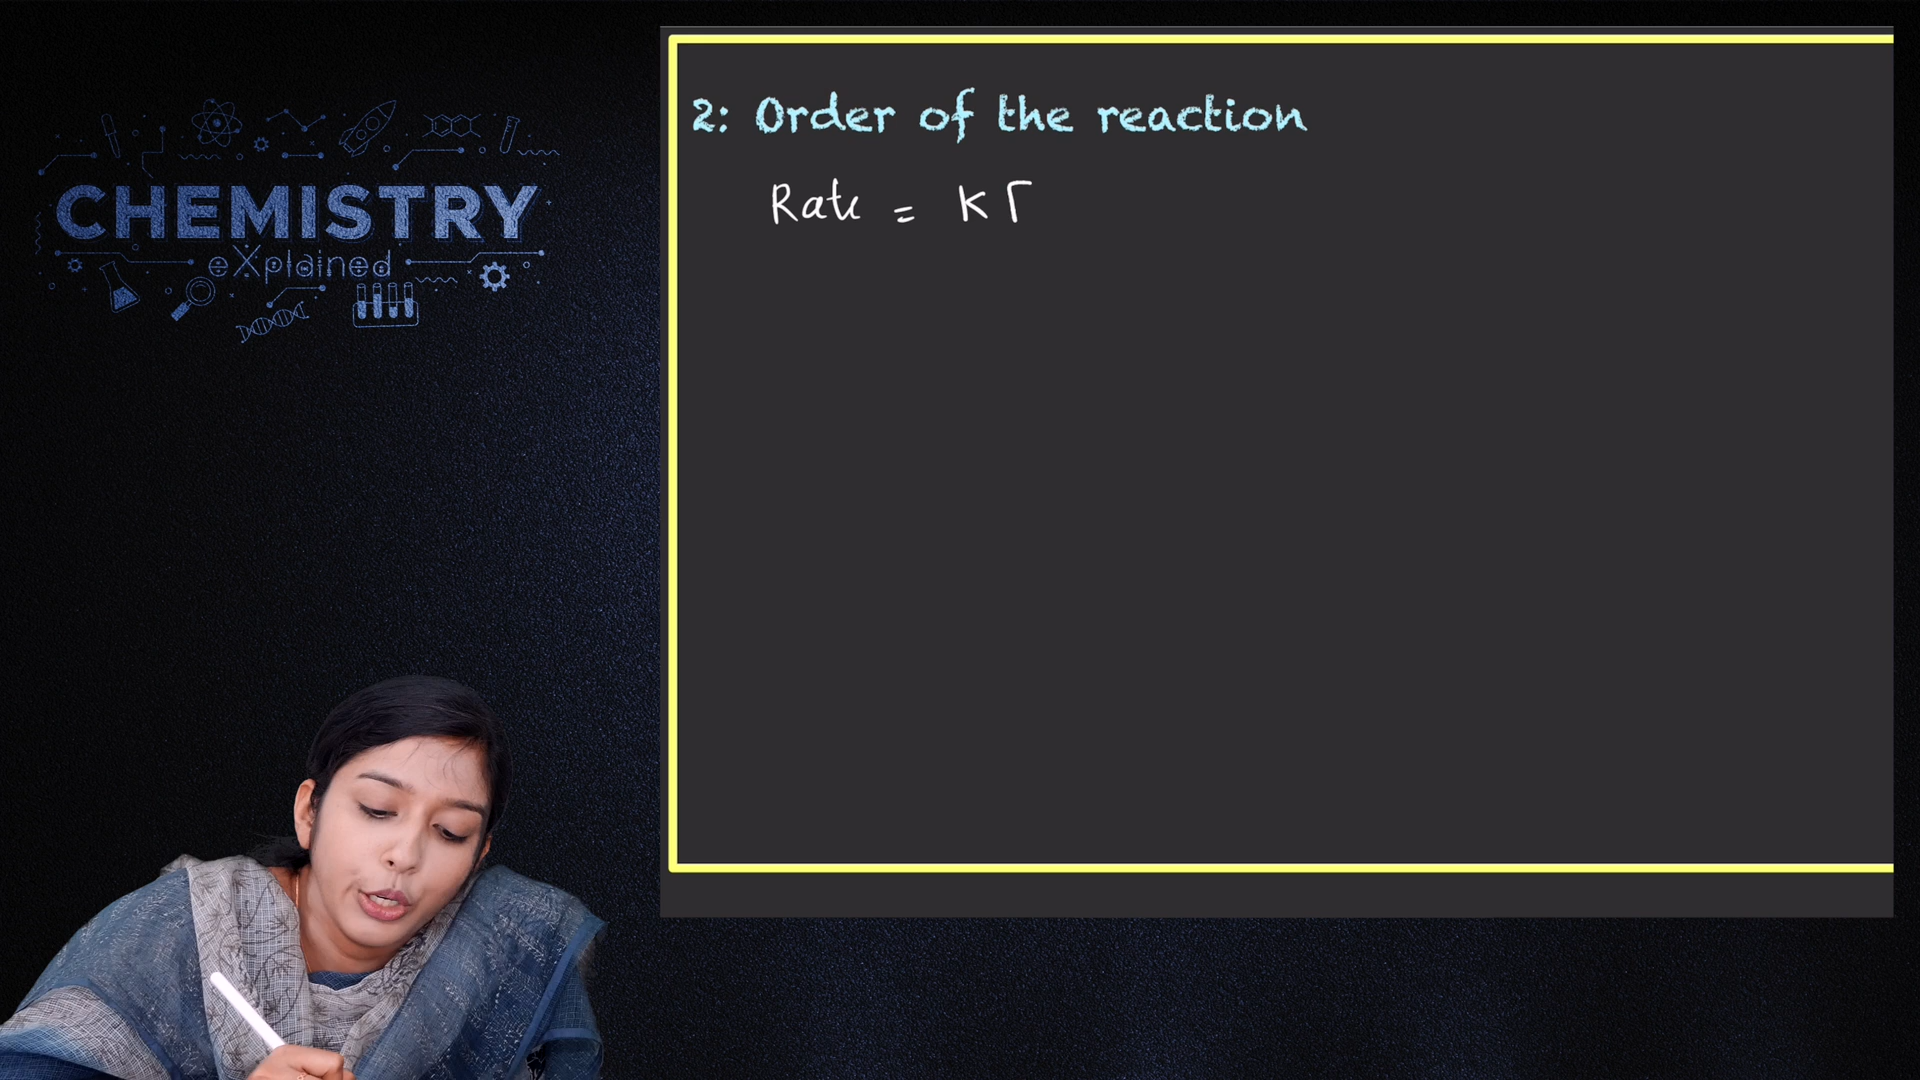 CHEMISTRY
eXplained
2: Order of the reaction
Rate = K [